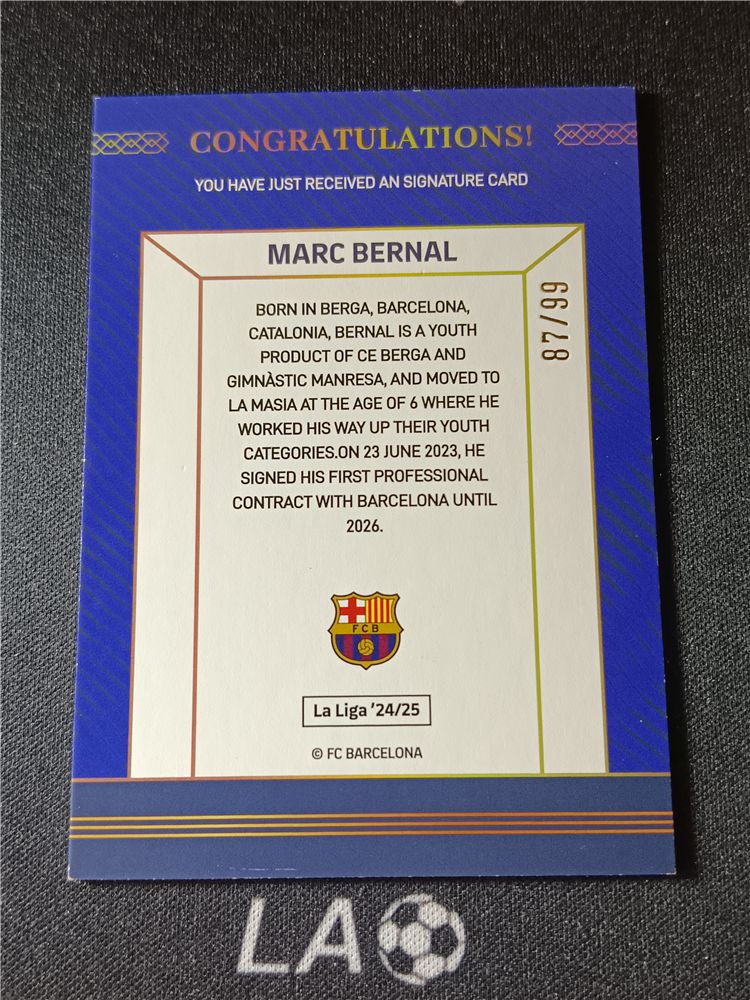 CONGRATULATIONS!
YOU HAVE JUST RECEIVED AN SIGNATURE CARD
MARC BERNAL
87/99
BORN IN BERGA, BARCELONA,
CATALONIA, BERNAL IS A YOUTH
PRODUCT OF CE BERGA AND
GIMNÀSTIC MANRESA, AND MOVED TO
LA MASIA AT THE AGE OF 6 WHERE HE
WORKED HIS WAY UP THEIR YOUTH
CATEGORIES.ON 23 JUNE 2023, HE
SIGNED HIS FIRST PROFESSIONAL
CONTRACT WITH BARCELONA UNTIL
2026.
FCB
La Liga '24/25
© FC BARCELONA
LA